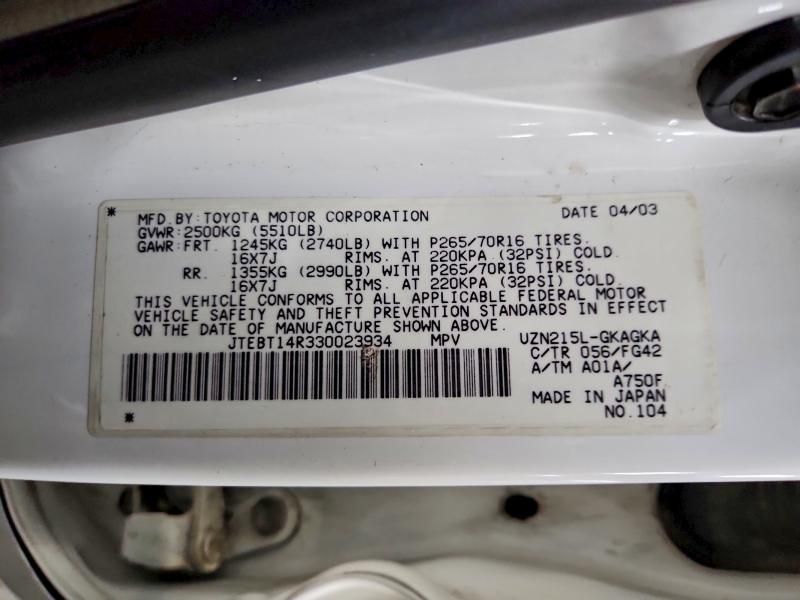 * MFD. BY: TOYOTA MOTOR CORPORATION DATE 04/03
GVWR: 2500KG (5510LB)
GAWR: FRT. 1245KG (2740LB) WITH P265/70R16 TIRES.
16X7J RIMS. AT 220KPA (32PSI) COLD.
RR. 1355KG (2990LB) WITH P265/70R16 TIRES.
16X7J RIMS. AT 220KPA (32PSI) COLD.
THIS VEHICLE CONFORMS TO ALL APPLICABLE FEDERAL MOTOR
VEHICLE SAFETY AND THEFT PREVENTION STANDARDS IN EFFECT
ON THE DATE OF MANUFACTURE SHOWN ABOVE.
JTEBT14R330023934 MPV UZN215L-GKAGKA
C/TR 056/FG42
A/TM A01A/
A750F
MADE IN JAPAN
* NO. 104